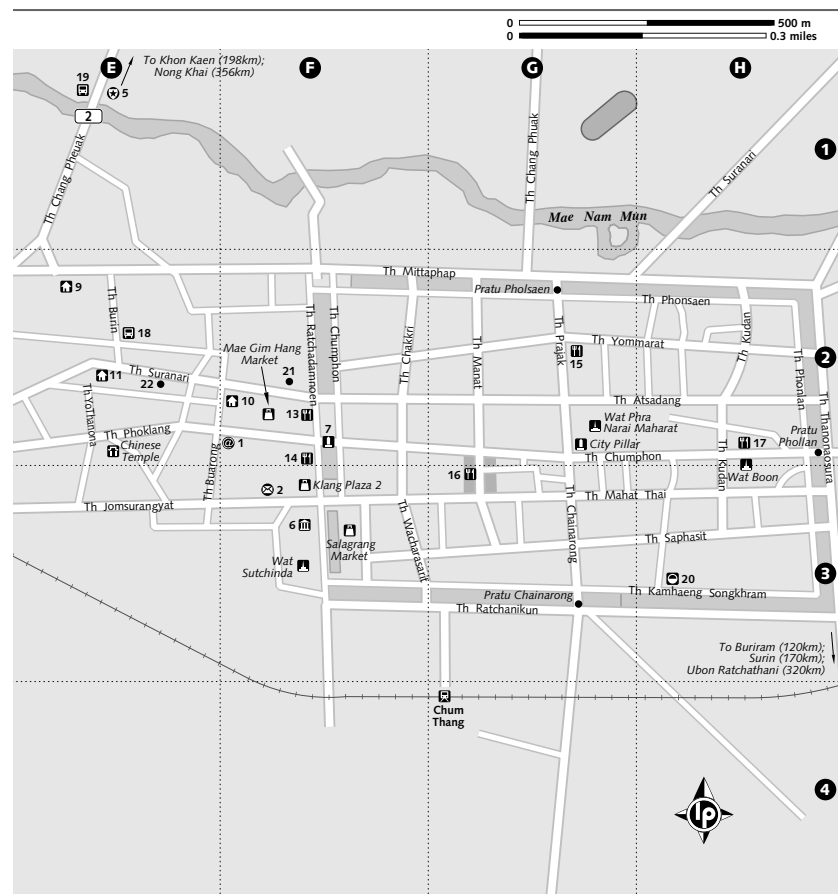 0 500 m
0 0.3 miles
E
F
G
H
To Khon Kaen (198km);
Nong Khai (356km)
19
5
2
1
Th Chang Pheuak
Th Chang Phuak
Th Suranari
Mae Nam Mun
Th Mittaphap
9
Pratu Pholsaen
Th Phonsaen
Th Burin
18
Th Ratchadamnoen
Th Chumphon
Th Chakkri
Th Manat
Th Prajak
Th Yommarat
15
Th Kudan
Th Phonlan
2
Mae Gim Hang
Market
21
Th Suranari
11
22
10
13
Th Atsadang
Th YoThanona
Th Phoklang
Chinese
Temple
1
7
14
Wat Phra
Narai Maharat
City Pillar
Th Chumphon
17
Pratu
Phollan
Th Thanonaosura
Wat Boon
Th Buarong
2
Klang Plaza 2
16
Th Kudan
Th Mahat Thai
Th Jomsurangyat
6
Salagrang
Market
Th Wacharasarit
Th Chainarong
Th Saphasit
Wat
Sutchinda
20
3
Pratu Chainarong
Th Kamhaeng Songkhram
Th Ratchanikun
To Buriram (120km);
Surin (170km);
Ubon Ratchathani (320km)
Chum
Thang
4
lp